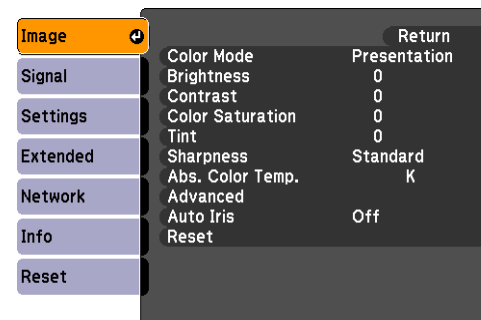 Image
Signal
Settings
Extended
Network
Info
Reset
Return
Color Mode Presentation
Brightness 0
Contrast 0
Color Saturation 0
Tint 0
Sharpness Standard
Abs. Color Temp. K
Advanced
Auto Iris Off
Reset